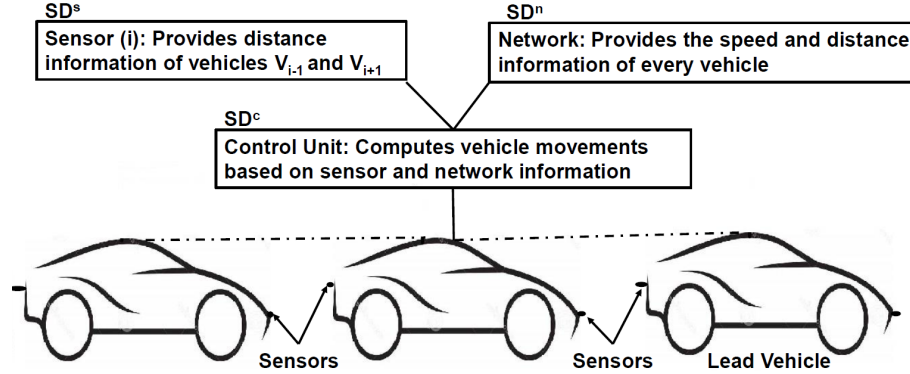 SDˢ
Sensor (i): Provides distance
information of vehicles Vᵢ₋₁ and Vᵢ₊₁
SDⁿ
Network: Provides the speed and distance
information of every vehicle
SDᶜ
Control Unit: Computes vehicle movements
based on sensor and network information
Sensors
Sensors
Lead Vehicle